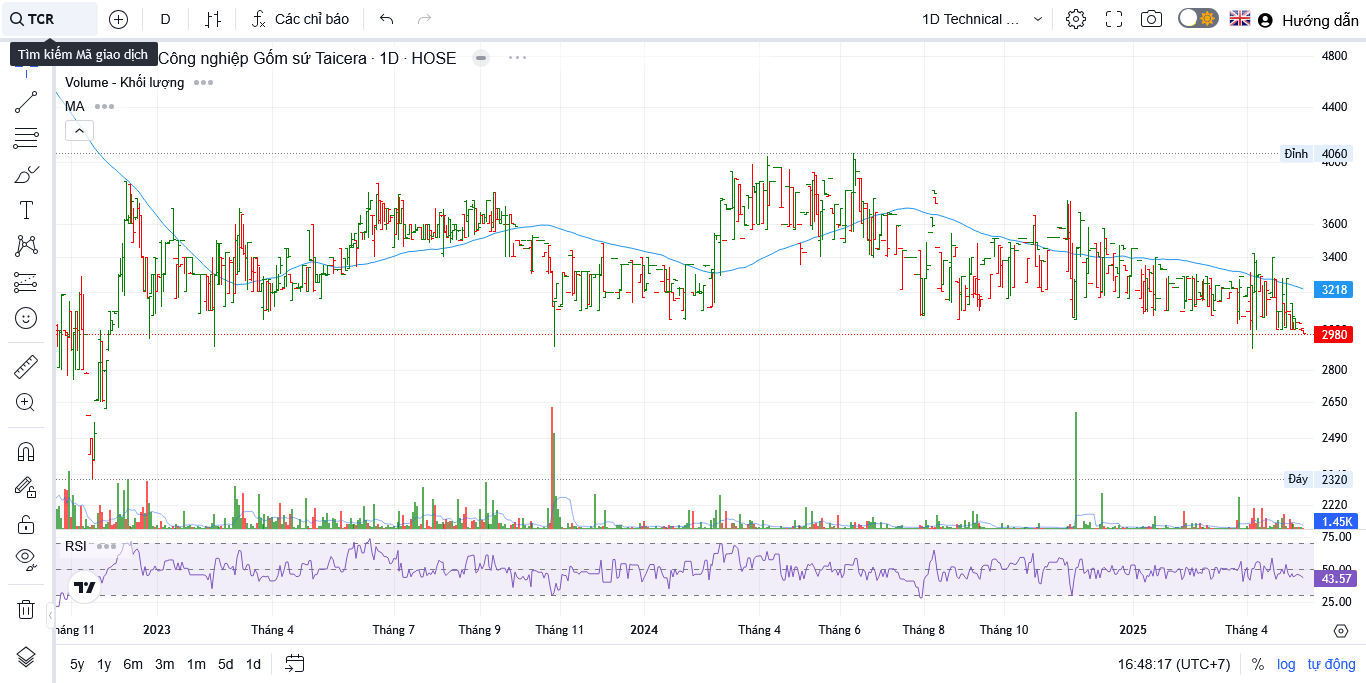 TCR
D
Các chỉ báo
1D Technical ...
Hướng dẫn
Tìm kiếm Mã giao dịch
Công nghiệp Gốm sứ Taicera · 1D · HOSE
Volume - Khối lượng
MA
4800
4400
Đỉnh 4060
3600
3400
3218
2980
2800
2650
2490
Đáy 2320
2220
1.45K
RSI
75.00
50.00
43.57
25.00
háng 11 2023 Tháng 4 Tháng 7 Tháng 9 Tháng 11 2024 Tháng 4 Tháng 6 Tháng 8 Tháng 10 2025 Tháng 4
5y 1y 6m 3m 1m 5d 1d
16:48:17 (UTC+7) % log tự động